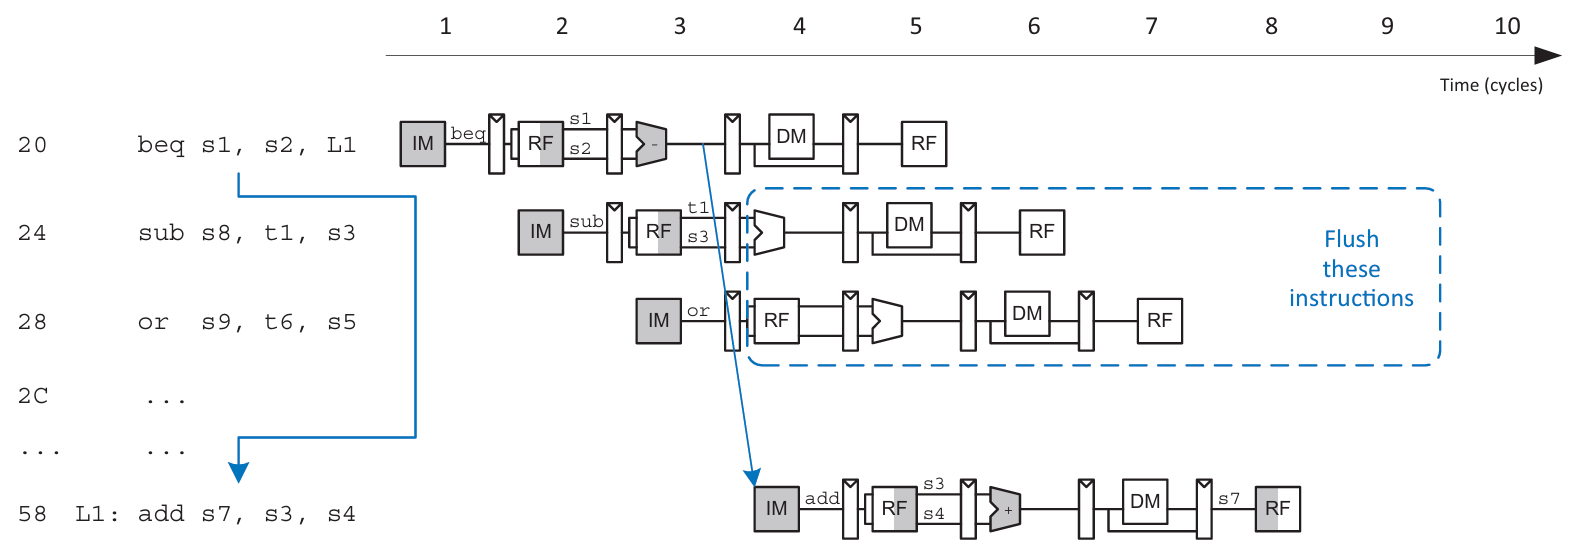 1 2 3 4 5 6 7 8 9 10
Time (cycles)
20 beq s1, s2, L1 IM beq RF s1 s2 - DM RF
24 sub s8, t1, s3 IM sub RF t1 s3 DM RF
28 or s9, t6, s5 IM or RF DM RF
Flush
these
instructions
2C ...
... ...
58 L1: add s7, s3, s4 IM add RF s3 s4 + DM s7 RF